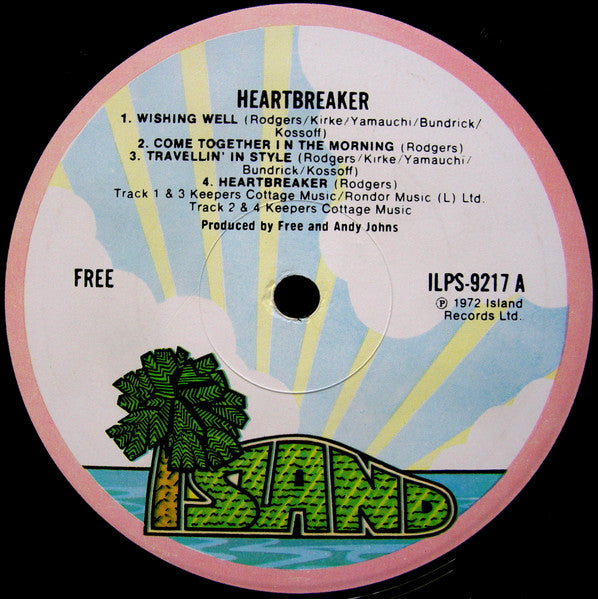 HEARTBREAKER
1. WISHING WELL (Rodgers/Kirke/Yamauchi/Bundrick/
Kossoff)
2. COME TOGETHER IN THE MORNING (Rodgers)
3. TRAVELLIN' IN STYLE (Rodgers/Kirke/Yamauchi/
Bundrick/Kossoff)
4. HEARTBREAKER (Rodgers)
Track 1 & 3 Keepers Cottage Music/Rondor Music (L) Ltd.
Track 2 & 4 Keepers Cottage Music
Produced by Free and Andy Johns
FREE
ILPS-9217 A
℗ 1972 Island
Records Ltd.
ISLAND